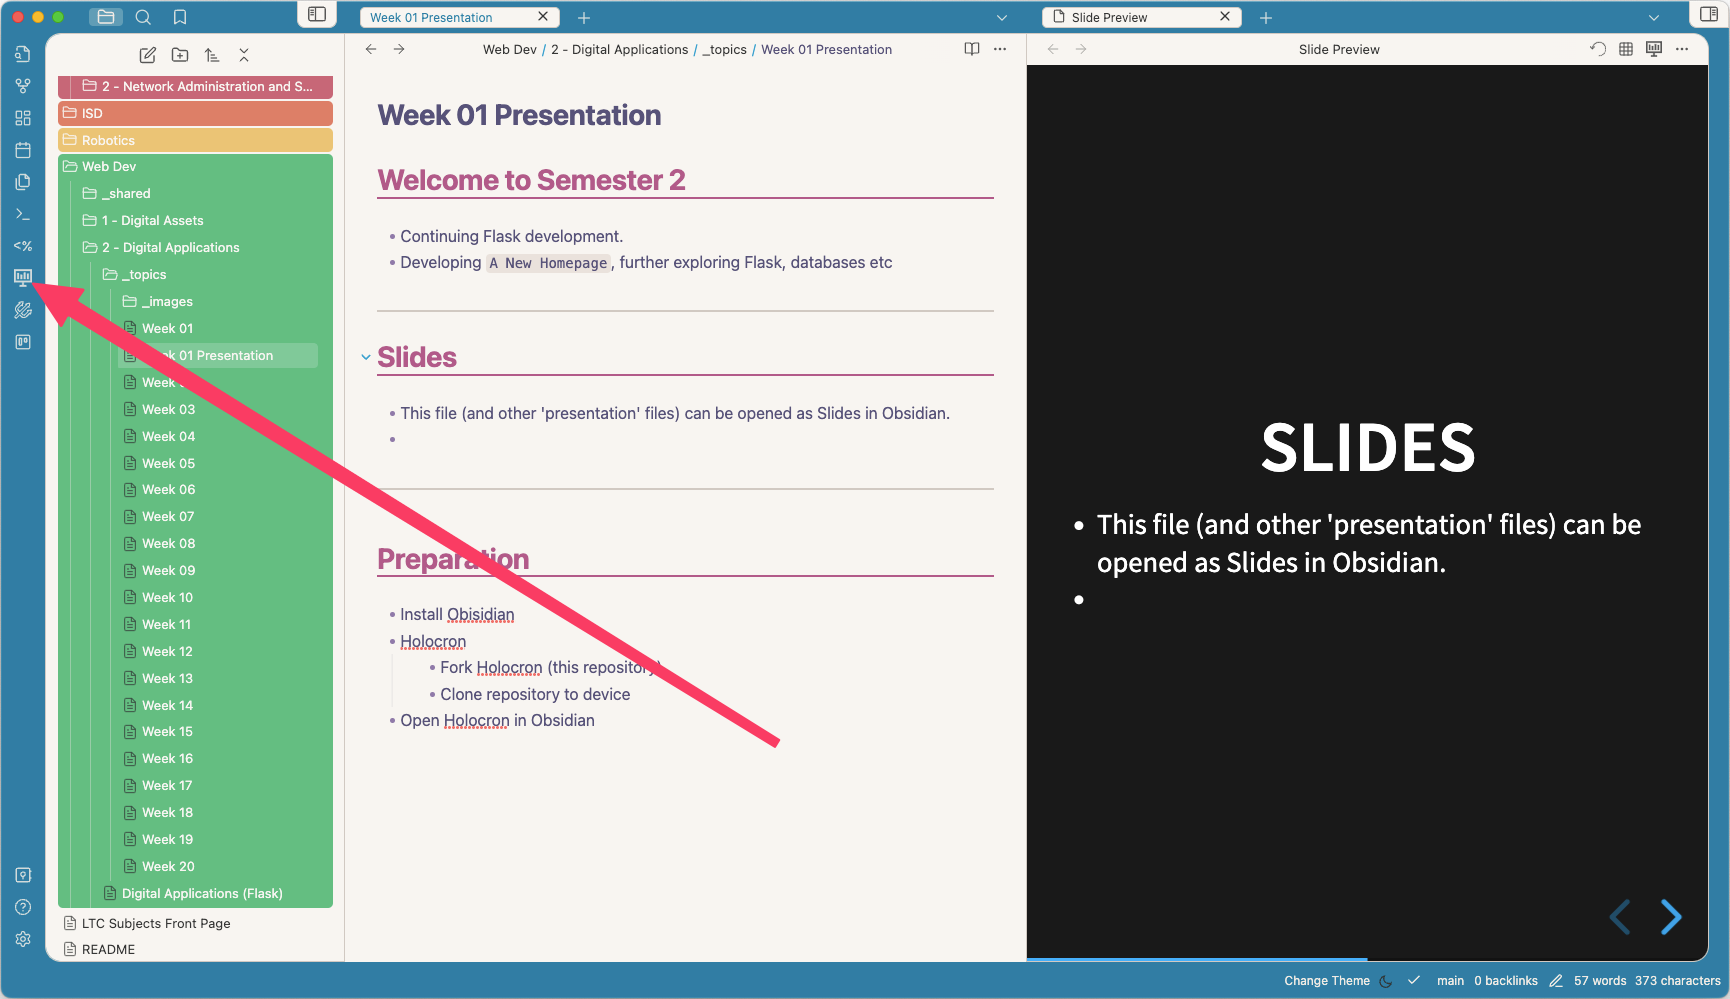 Week 01 Presentation
Slide Preview
Web Dev / 2 - Digital Applications / _topics / Week 01 Presentation
Slide Preview
<%
2 - Network Administration and S...
ISD
Robotics
Web Dev
_shared
1 - Digital Assets
2 - Digital Applications
_topics
_images
Week 01
ek 01 Presentation
Week
Week 03
Week 04
Week 05
Week 06
Week 07
Week 08
Week 09
Week 10
Week 11
Week 12
Week 13
Week 14
Week 15
Week 16
Week 17
Week 18
Week 19
Week 20
Digital Applications (Flask)
LTC Subjects Front Page
README
Week 01 Presentation
Welcome to Semester 2
Continuing Flask development.
Developing A New Homepage, further exploring Flask, databases etc
Slides
This file (and other 'presentation' files) can be opened as Slides in Obsidian.
Preparation
Install Obisidian
Holocron
Fork Holocron (this repository)
Clone repository to device
Open Holocron in Obsidian
SLIDES
This file (and other 'presentation' files) can be
opened as Slides in Obsidian.
Change Theme main 0 backlinks 57 words 373 characters